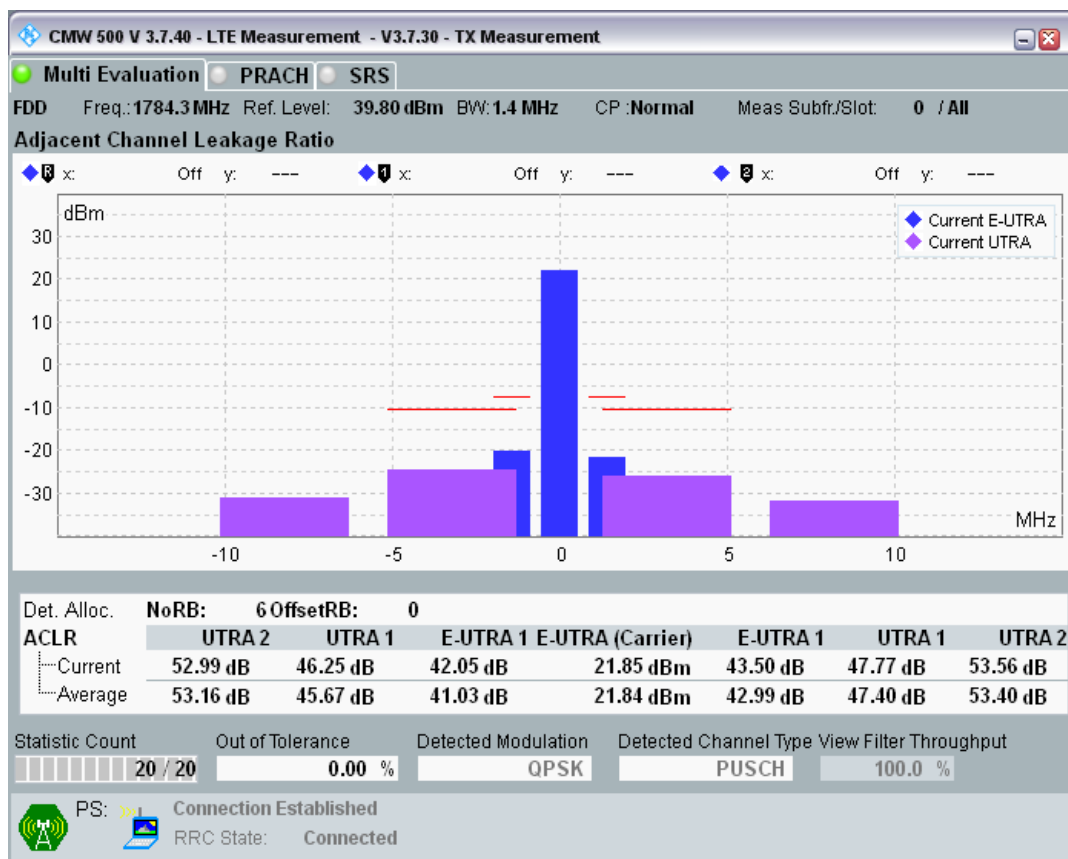 CMW 500 V 3.7.40 - LTE Measurement - V3.7.30 - TX Measurement
Multi Evaluation PRACH SRS
FDD Freq.: 1784.3 MHz Ref. Level: 39.80 dBm BW: 1.4 MHz CP :Normal Meas Subfr./Slot: 0 / All
Adjacent Channel Leakage Ratio
R x: Off y: --- 1 x: Off y: --- 2 x: Off y: ---
dBm
Current E-UTRA
Current UTRA
30
20
10
0
-10
-20
-30
MHz
-10 -5 0 5 10
Det. Alloc. NoRB: 6 OffsetRB: 0
ACLR UTRA 2 UTRA 1 E-UTRA 1 E-UTRA (Carrier) E-UTRA 1 UTRA 1 UTRA 2
Current 52.99 dB 46.25 dB 42.05 dB 21.85 dBm 43.50 dB 47.77 dB 53.56 dB
Average 53.16 dB 45.67 dB 41.03 dB 21.84 dBm 42.99 dB 47.40 dB 53.40 dB
Statistic Count Out of Tolerance Detected Modulation Detected Channel Type View Filter Throughput
20 / 20 0.00 % QPSK PUSCH 100.0 %
PS: Connection Established
RRC State: Connected